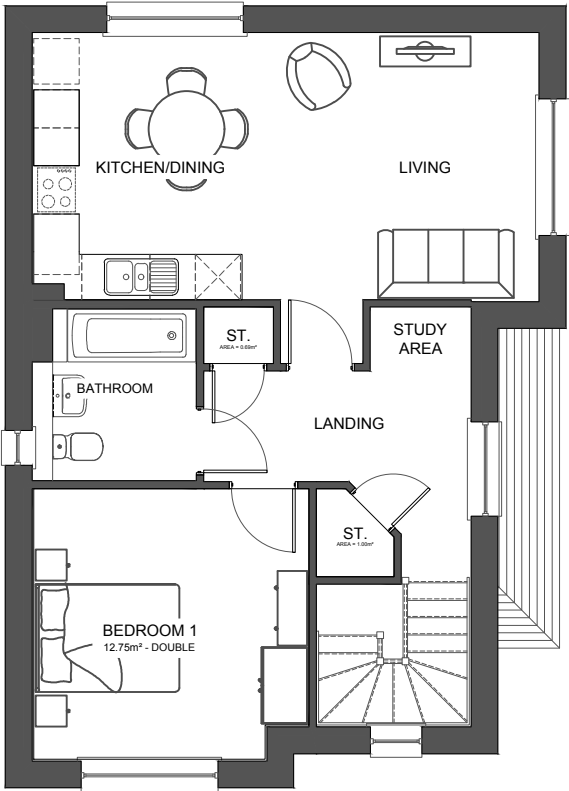 KITCHEN/DINING
LIVING
ST.
AREA = 0.69m²
STUDY
AREA
BATHROOM
LANDING
ST.
AREA = 1.00m²
BEDROOM 1
12.75m² - DOUBLE